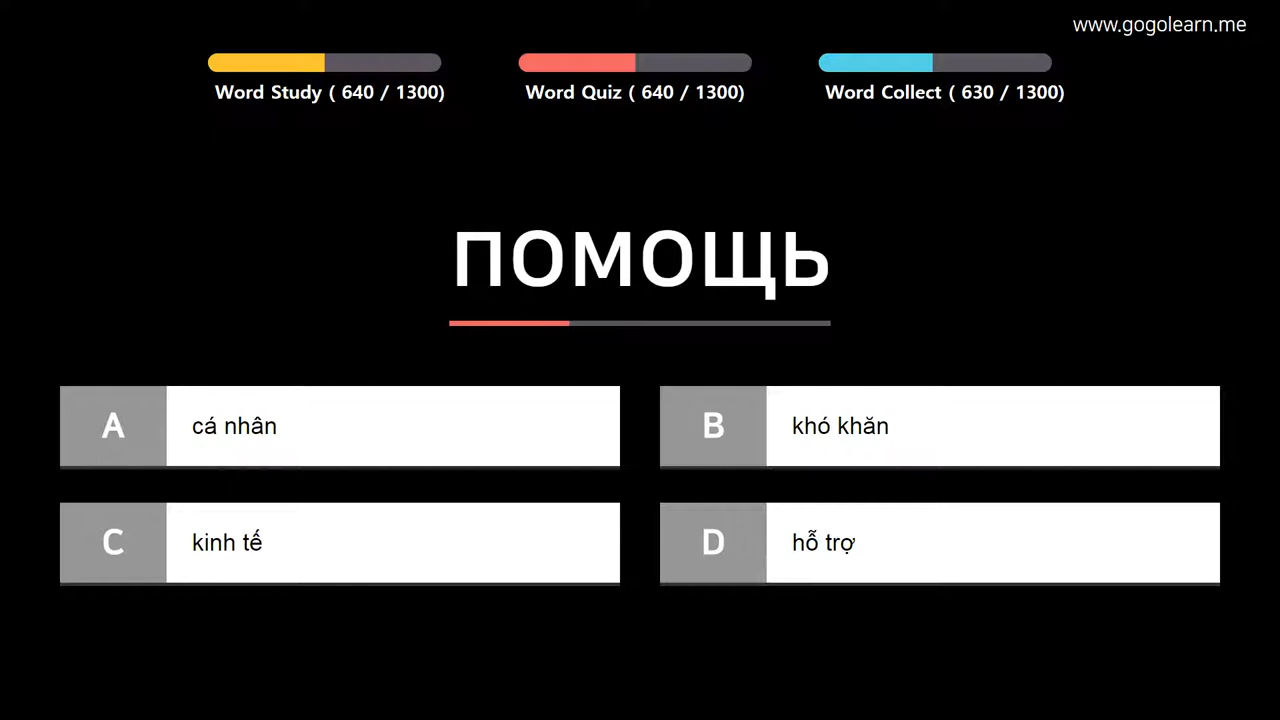 www.gogolearn.me
Word Study ( 640 / 1300)
Word Quiz ( 640 / 1300)
Word Collect ( 630 / 1300)
помощь
A
cá nhân
B
khó khăn
C
kinh tế
D
hỗ trợ